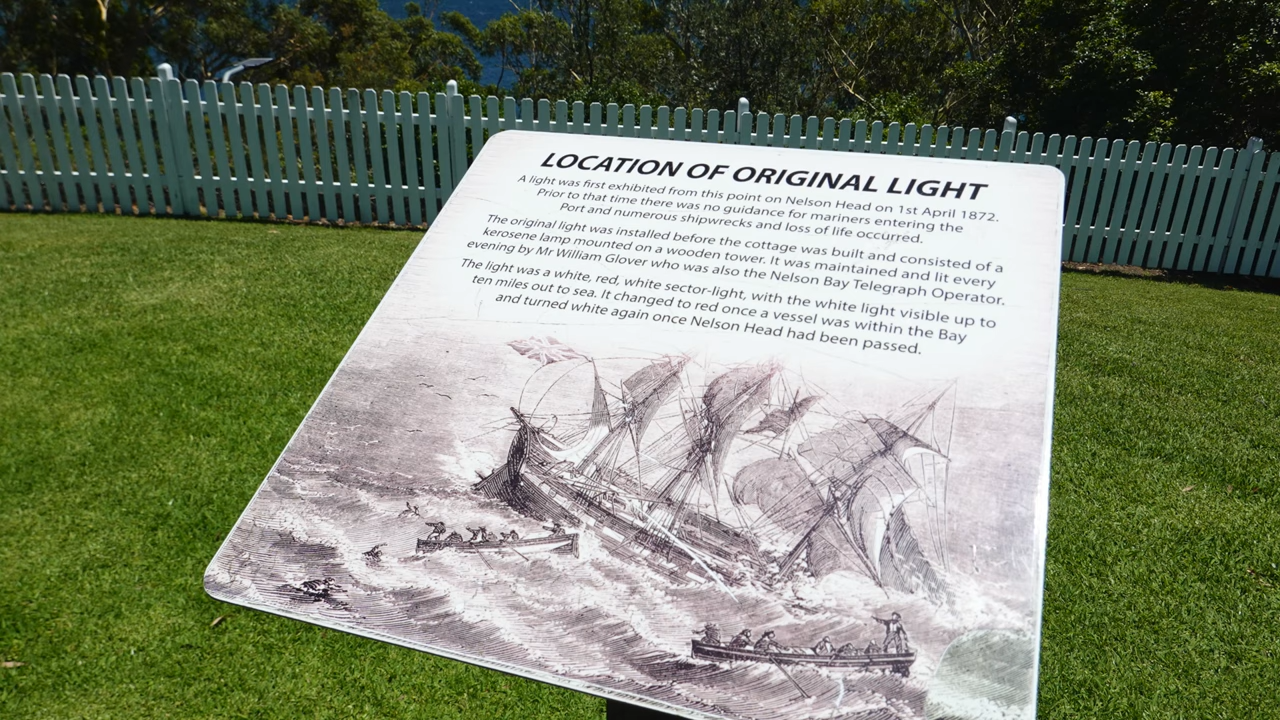 LOCATION OF ORIGINAL LIGHT
A light was first exhibited from this point on Nelson Head on 1st April 1872.
Prior to that time there was no guidance for mariners entering the
Port and numerous shipwrecks and loss of life occurred.
The original light was installed before the cottage was built and consisted of a
kerosene lamp mounted on a wooden tower. It was maintained and lit every
evening by Mr William Glover who was also the Nelson Bay Telegraph Operator.
The light was a white, red, white sector-light, with the white light visible up to
ten miles out to sea. It changed to red once a vessel was within the Bay
and turned white again once Nelson Head had been passed.